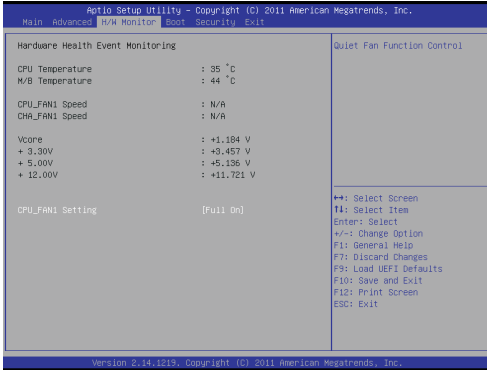 Aptio Setup Utility – Copyright (C) 2011 American Megatrends, Inc.
Main Advanced H/W Monitor Boot Security Exit
Hardware Health Event Monitoring
CPU Temperature : 35 °C
M/B Temperature : 44 °C
CPU_FAN1 Speed : N/A
CHA_FAN1 Speed : N/A
Vcore : +1.184 V
+ 3.30V : +3.457 V
+ 5.00V : +5.136 V
+ 12.00V : +11.721 V
CPU_FAN1 Setting [Full On]
Quiet Fan Function Control
↔: Select Screen
↑↓: Select Item
Enter: Select
+/-: Change Option
F1: General Help
F7: Discard Changes
F9: Load UEFI Defaults
F10: Save and Exit
F12: Print Screen
ESC: Exit
Version 2.14.1219. Copyright (C) 2011 American Megatrends, Inc.